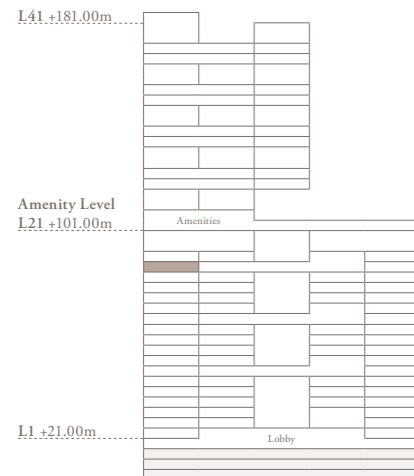 L41 +181.00m
Amenity Level
L21 +101.00m
Amenities
L1 +21.00m
Lobby